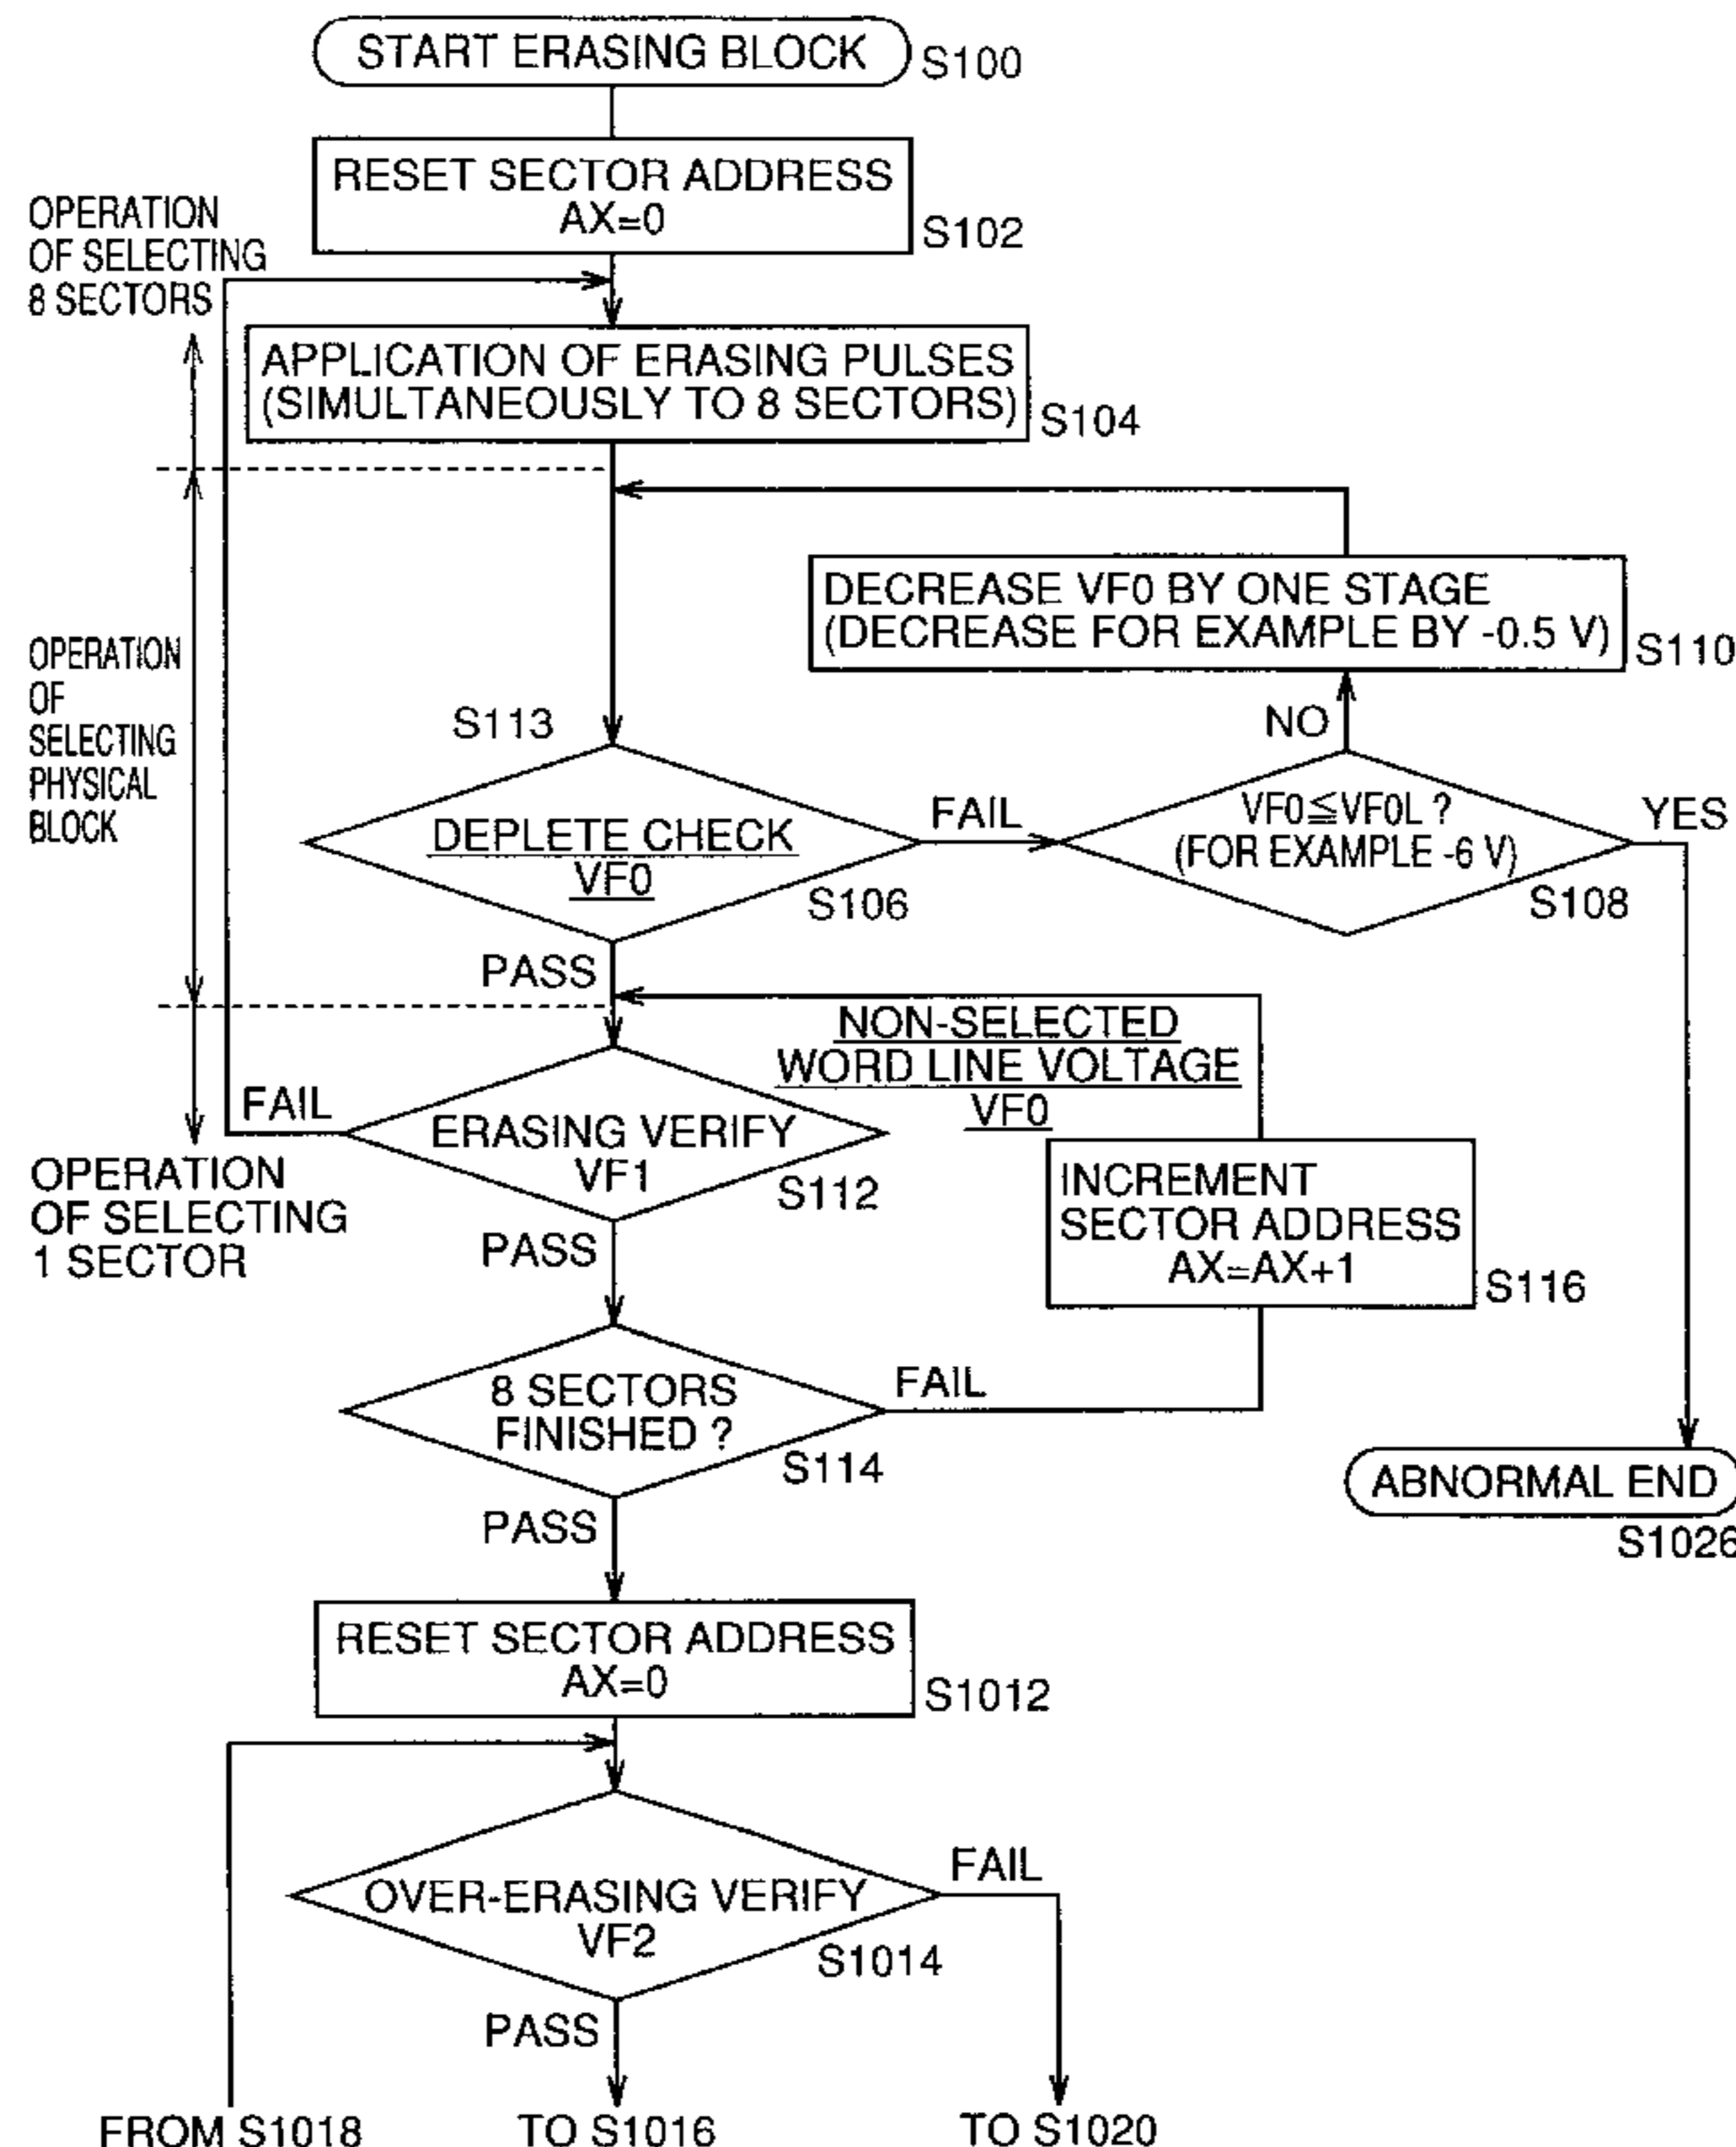 START ERASING BLOCK
S100
RESET SECTOR ADDRESS
AX=0
S102
OPERATION
OF SELECTING
8 SECTORS
APPLICATION OF ERASING PULSES
(SIMULTANEOUSLY TO 8 SECTORS)
S104
DECREASE VF0 BY ONE STAGE
(DECREASE FOR EXAMPLE BY -0.5 V)
S110
OPERATION
OF
SELECTING
PHYSICAL
BLOCK
S113
NO
DEPLETE CHECK
VF0
S106
FAIL
VF0≦VF0L ?
(FOR EXAMPLE -6 V)
S108
YES
PASS
NON-SELECTED
WORD LINE VOLTAGE
VF0
FAIL
ERASING VERIFY
VF1
S112
OPERATION
OF SELECTING
1 SECTOR
INCREMENT
SECTOR ADDRESS
AX=AX+1
S116
PASS
8 SECTORS
FINISHED ?
S114
FAIL
ABNORMAL END
S1026
PASS
RESET SECTOR ADDRESS
AX=0
S1012
OVER-ERASING VERIFY
VF2
S1014
FAIL
PASS
FROM S1018
TO S1016
TO S1020